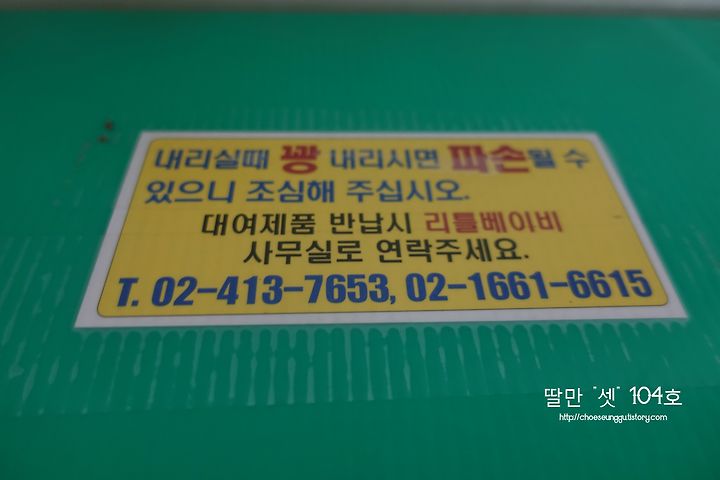 내리실때 꽝 내리시면 파손될 수
있으니 조심해 주십시오.
대여제품 반납시 리틀베이비
사무실로 연락주세요.
T. 02-413-7653, 02-1661-6615
딸만 "셋" 104호
http://choeseunggu.tistory.com